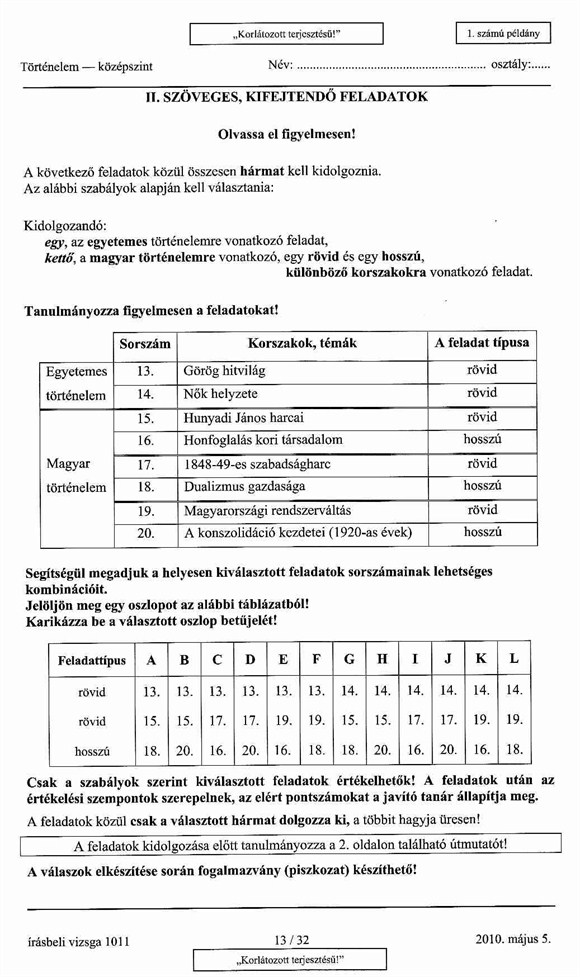 „Korlátozott terjesztésű!”
1. számú példány
Történelem — középszint Név: ........................................................ osztály:......
II. SZÖVEGES, KIFEJTENDŐ FELADATOK
Olvassa el figyelmesen!
A következő feladatok közül összesen hármat kell kidolgoznia.
Az alábbi szabályok alapján kell választania:
Kidolgozandó:
egy, az egyetemes történelemre vonatkozó feladat,
kettő, a magyar történelemre vonatkozó, egy rövid és egy hosszú,
különböző korszakokra vonatkozó feladat.
Tanulmányozza figyelmesen a feladatokat!
Sorszám Korszakok, témák A feladat típusa
Egyetemes történelem
13. Görög hitvilág rövid
14. Nők helyzete rövid
Magyar történelem
15. Hunyadi János harcai rövid
16. Honfoglalás kori társadalom hosszú
17. 1848-49-es szabadságharc rövid
18. Dualizmus gazdasága hosszú
19. Magyarországi rendszerváltás rövid
20. A konszolidáció kezdetei (1920-as évek) hosszú
Segítségül megadjuk a helyesen kiválasztott feladatok sorszámainak lehetséges
kombinációit.
Jelöljön meg egy oszlopot az alábbi táblázatból!
Karikázza be a választott oszlop betűjelét!
Feladattípus A B C D E F G H I J K L
rövid 13. 13. 13. 13. 13. 13. 14. 14. 14. 14. 14. 14.
rövid 15. 15. 17. 17. 19. 19. 15. 15. 17. 17. 19. 19.
hosszú 18. 20. 16. 20. 16. 18. 18. 20. 16. 20. 16. 18.
Csak a szabályok szerint kiválasztott feladatok értékelhetők! A feladatok után az
értékelési szempontok szerepelnek, az elért pontszámokat a javító tanár állapítja meg.
A feladatok közül csak a választott hármat dolgozza ki, a többit hagyja üresen!
A feladatok kidolgozása előtt tanulmányozza a 2. oldalon található útmutatót!
A válaszok elkészítése során fogalmazvány (piszkozat) készíthető!
írásbeli vizsga 1011 13 / 32 2010. május 5.
„Korlátozott terjesztésű!”